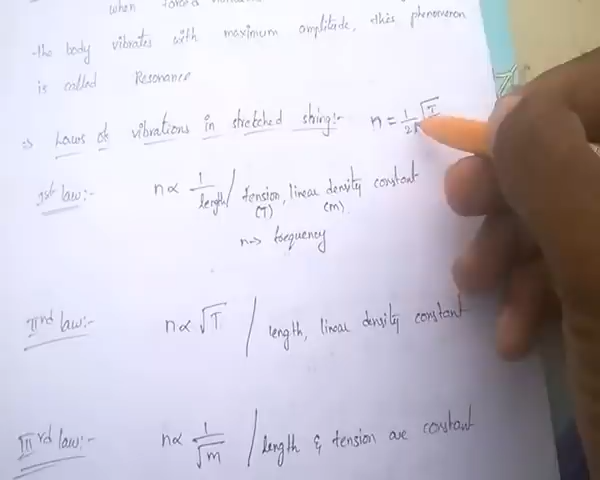 when
the body vibrates with maximum amplitude, this phenomenon
is called Resonance
⇒ Laws of vibrations in stretched string:- n = 1/2l √T
Ist law:- n ∝ 1/length / tension, linear density constant
(T) (m)
n → frequency
IInd law:- n ∝ √T / length, linear density constant
IIIrd law:- n ∝ 1/√m / length & tension are constant